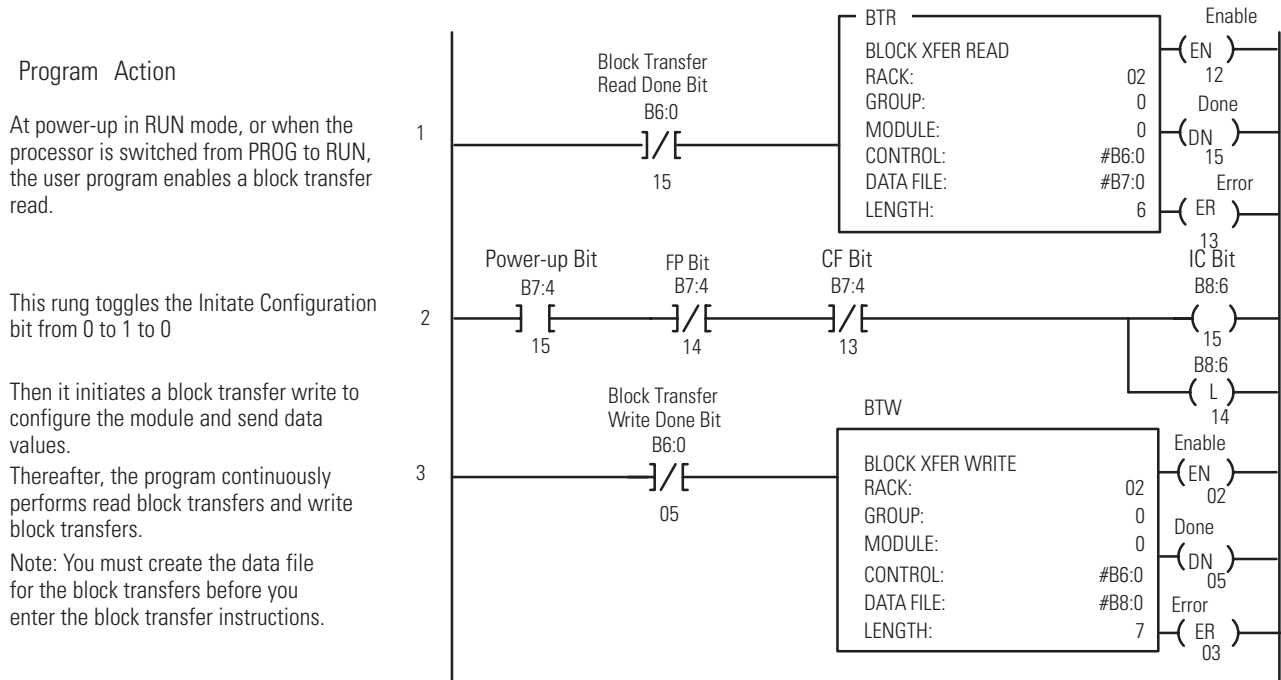 Program Action
At power-up in RUN mode, or when the
processor is switched from PROG to RUN,
the user program enables a block transfer
read.
This rung toggles the Initate Configuration
bit from 0 to 1 to 0
Then it initiates a block transfer write to
configure the module and send data
values.
Thereafter, the program continuously
performs read block transfers and write
block transfers.
Note: You must create the data file
for the block transfers before you
enter the block transfer instructions.
1
Block Transfer
Read Done Bit
B6:0
15
BTR
BLOCK XFER READ
RACK: 02
GROUP: 0
MODULE: 0
CONTROL: #B6:0
DATA FILE: #B7:0
LENGTH: 6
Enable
EN
12
Done
DN
15
Error
ER
13
2
Power-up Bit
B7:4
15
FP Bit
B7:4
14
CF Bit
B7:4
13
IC Bit
B8:6
15
B8:6
L
14
3
Block Transfer
Write Done Bit
B6:0
05
BTW
BLOCK XFER WRITE
RACK: 02
GROUP: 0
MODULE: 0
CONTROL: #B6:0
DATA FILE: #B8:0
LENGTH: 7
Enable
EN
02
Done
DN
05
Error
ER
03